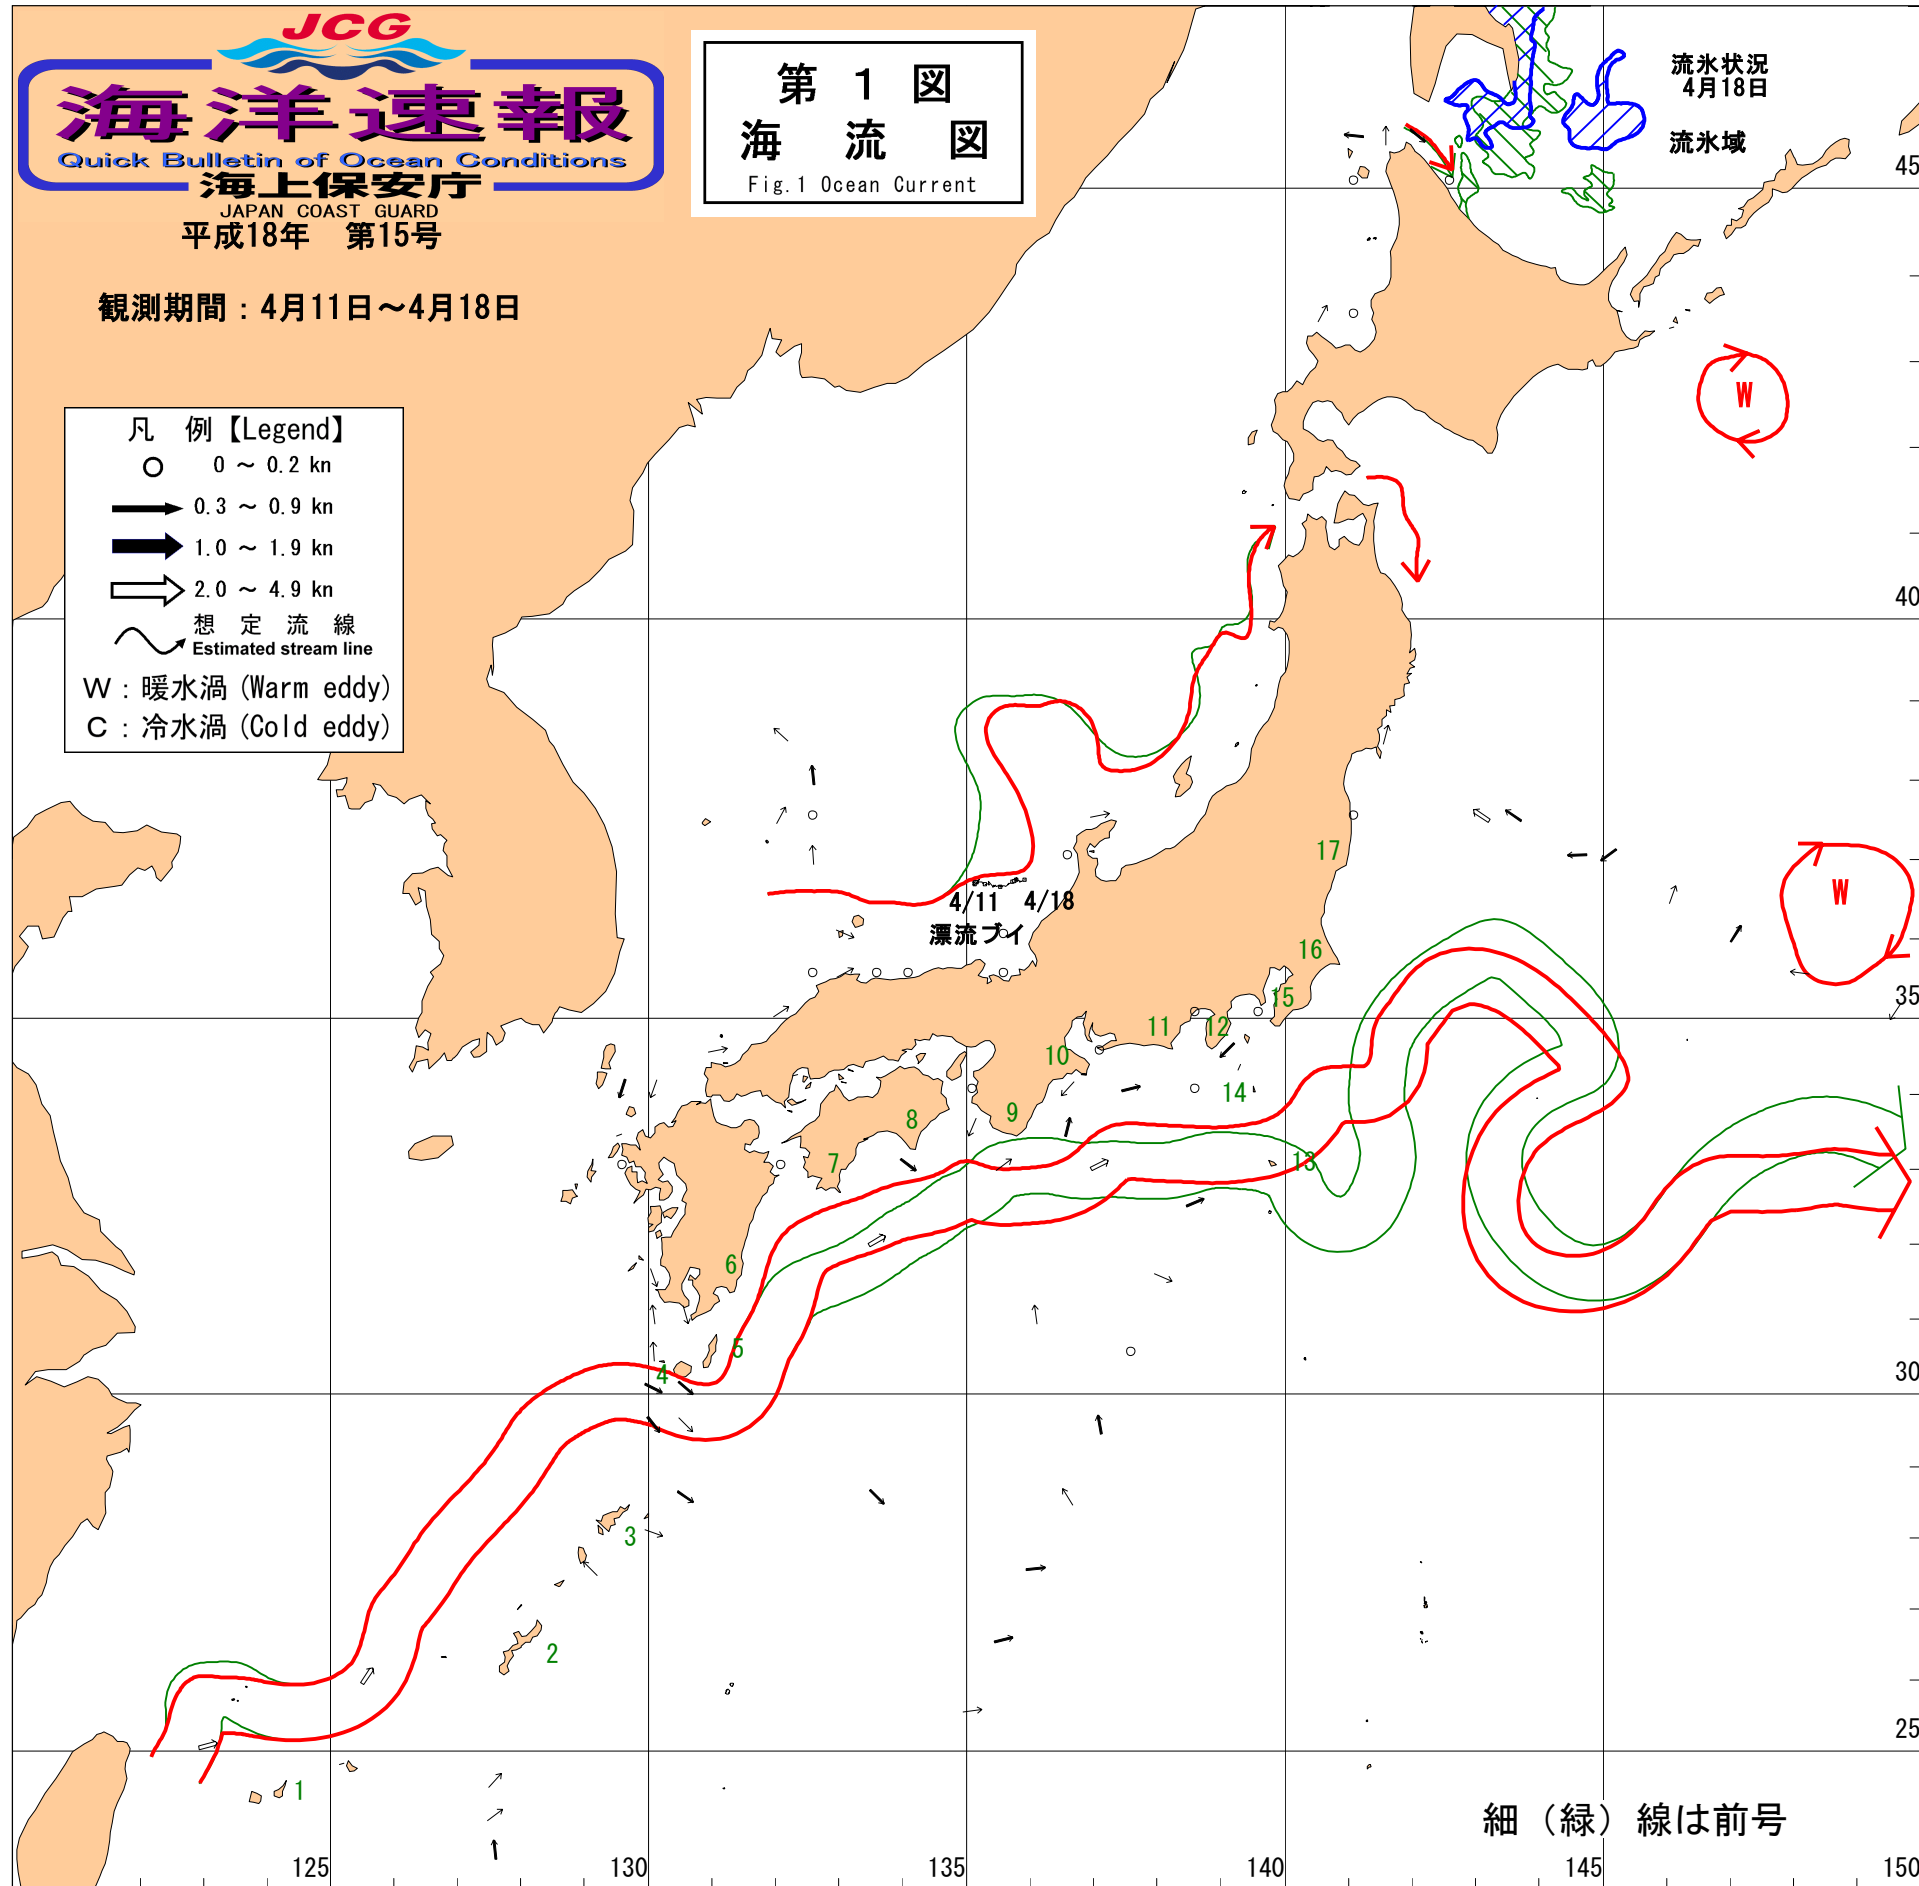 JCG
海洋速報
Quick Bulletin of Ocean Conditions
海上保安庁
JAPAN COAST GUARD
平成18年　第15号
観測期間：4月11日～4月18日
第 1 図
海 流 図
Fig.1 Ocean Current
流氷状況
4月18日
流氷域
凡　例【Legend】
0 ～ 0.2 kn
0.3 ～ 0.9 kn
1.0 ～ 1.9 kn
2.0 ～ 4.9 kn
想 定 流 線
Estimated stream line
W：暖水渦(Warm eddy)
C：冷水渦(Cold eddy)
45
W
40
17
W
4/11 4/18
漂流ブイ
16
15
35
11 12
10
14
9
8
13
7
6
5
4
30
3
2
25
1
細（緑）線は前号
125 130 135 140 145 150